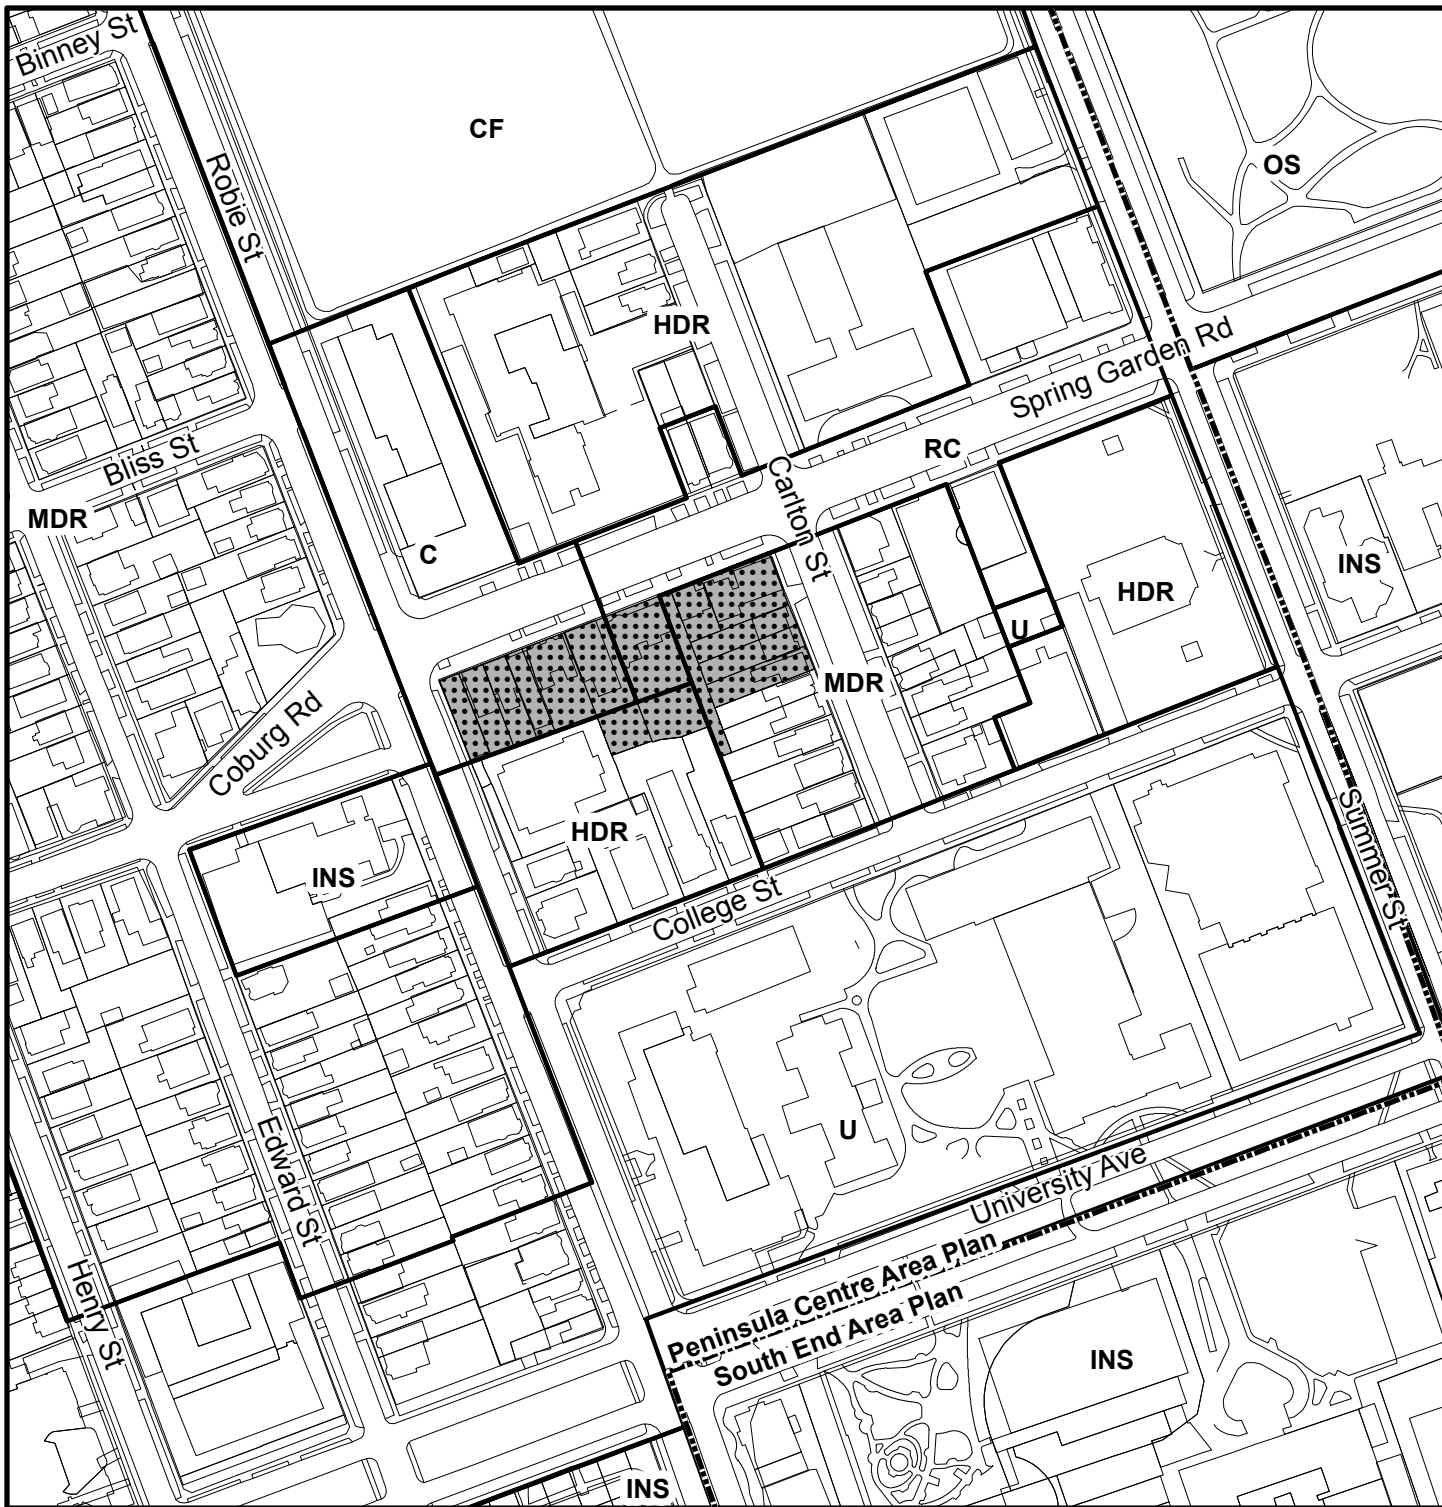 Binney St
CF
Robie St
OS
HDR
Spring Garden Rd
Bliss St
RC
Carlton St
MDR
C
INS
HDR
U
MDR
Coburg Rd
HDR
INS
Summer St
College St
U
Edward St
University Ave
Henry St
Peninsula Centre Area Plan
South End Area Plan
INS
INS